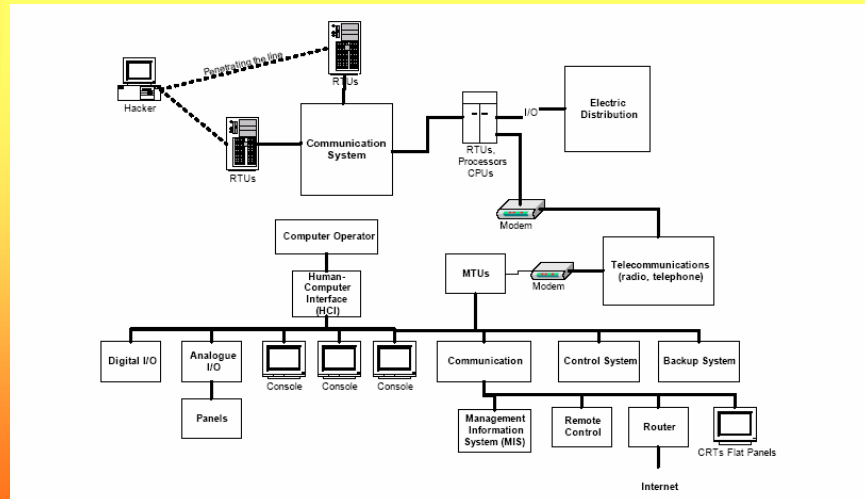 Penetrating the line
RTUs
Hacker
RTUs
Communication
System
RTUs,
Processors
CPUs
I/O
Electric
Distribution
Modem
Computer Operator
Human-
Computer
Interface
(HCI)
MTUs
Modem
Telecommunications
(radio, telephone)
Digital I/O
Analogue
I/O
Console
Console
Console
Communication
Control System
Backup System
Panels
Management
Information
System (MIS)
Remote
Control
Router
CRTs Flat Panels
Internet